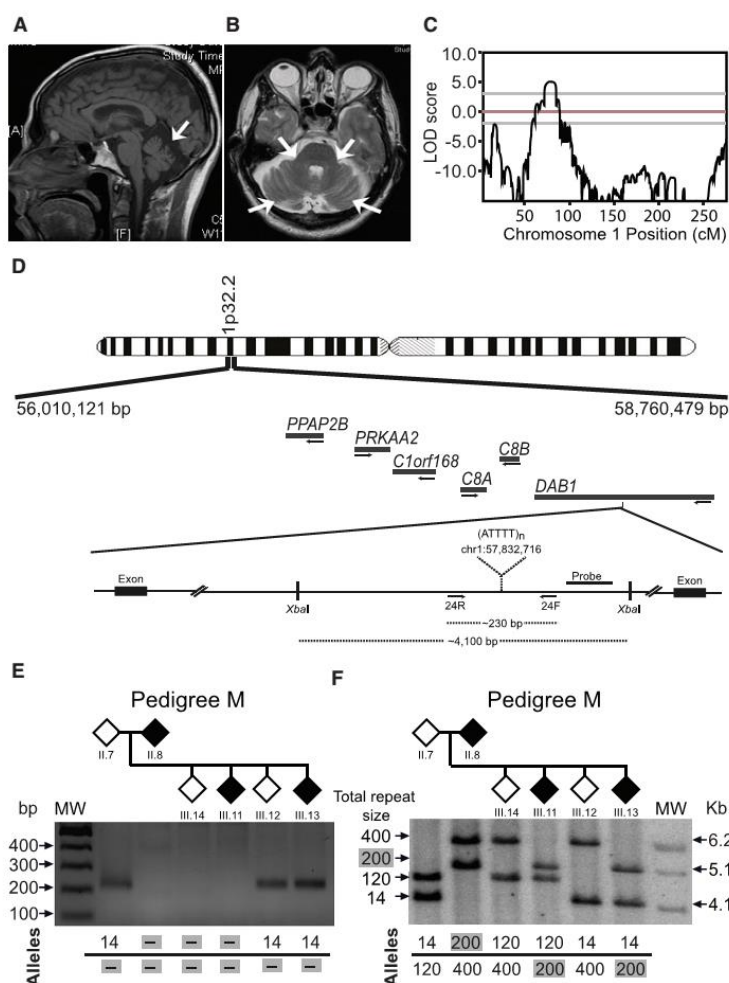 A
B
C
Study Time
MF
[A]
[F]
C5
W11
LOD score
10.0
5.0
0.0
-5.0
-10.0
50
100
150
200
250
Chromosome 1 Position (cM)
D
1p32.2
56,010,121 bp
58,760,479 bp
PPAP2B
PRKAA2
C1orf168
C8B
C8A
DAB1
(ATTTT)n
chr1:57,832,716
Exon
Probe
Exon
XbaI
24R
24F
XbaI
~230 bp
~4,100 bp
E
F
Pedigree M
II.7
II.8
III.14
III.11
III.12
III.13
bp
MW
400
300
200
100
Alleles
14 – – – 14 14
– – – – – –
Pedigree M
II.7
II.8
Total repeat
size
III.14
III.11
III.12
III.13
MW
Kb
400
200
120
14
6.2
5.1
4.1
Alleles
14 200 120 120 14 14
120 400 400 200 400 200